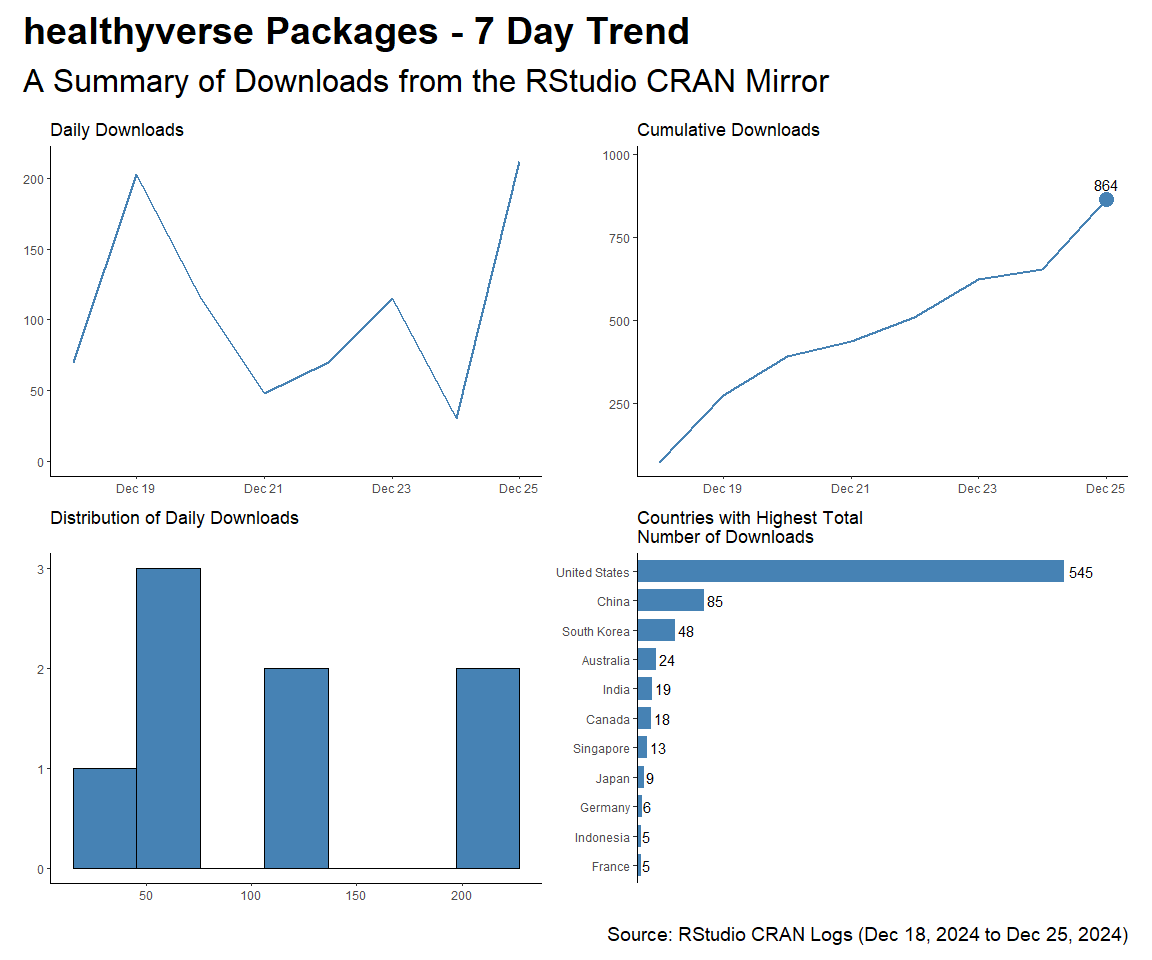 healthyverse Packages - 7 Day Trend
A Summary of Downloads from the RStudio CRAN Mirror
Daily Downloads
200
150
100
50
0
Dec 19
Dec 21
Dec 23
Dec 25
Cumulative Downloads
1000
750
500
250
864
Dec 19
Dec 21
Dec 23
Dec 25
Distribution of Daily Downloads
3
2
1
0
50
100
150
200
Countries with Highest Total
Number of Downloads
United States 545
China 85
South Korea 48
Australia 24
India 19
Canada 18
Singapore 13
Japan 9
Germany 6
Indonesia 5
France 5
Source: RStudio CRAN Logs (Dec 18, 2024 to Dec 25, 2024)